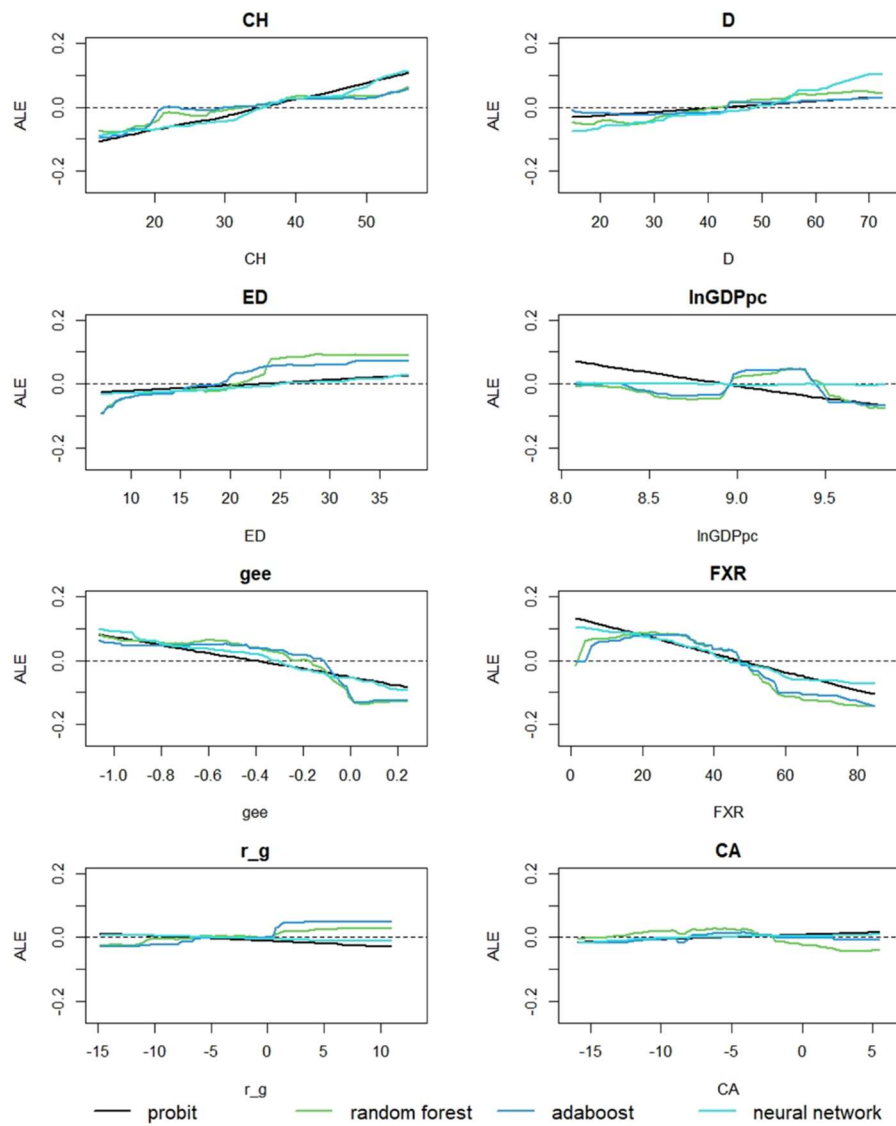 CH
ALE
0.2
0.0
-0.2
20 30 40 50
CH
D
ALE
0.2
0.0
-0.2
20 30 40 50 60 70
D
ED
ALE
0.2
0.0
-0.2
10 15 20 25 30 35
ED
lnGDPpc
ALE
0.2
0.0
-0.2
8.0 8.5 9.0 9.5
lnGDPpc
gee
ALE
0.2
0.0
-0.2
-1.0 -0.8 -0.6 -0.4 -0.2 0.0 0.2
gee
FXR
ALE
0.2
0.0
-0.2
0 20 40 60 80
FXR
r_g
ALE
0.2
0.0
-0.2
-15 -10 -5 0 5 10
r_g
CA
ALE
0.2
0.0
-0.2
-15 -10 -5 0 5
CA
probit random forest adaboost neural network